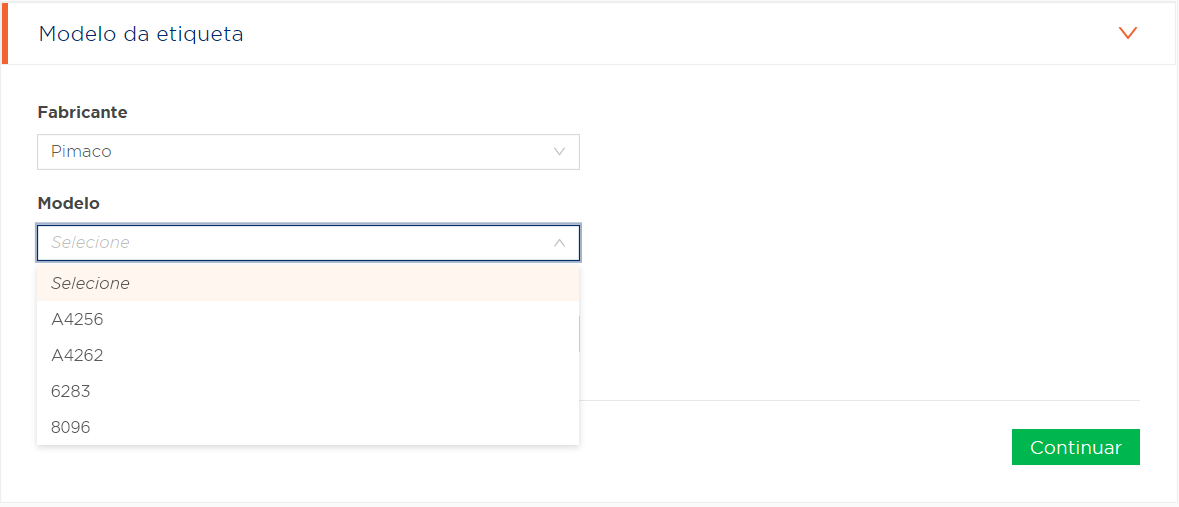 Modelo da etiqueta
Fabricante
Pimaco
Modelo
Selecione
Selecione
A4256
A4262
6283
8096
Continuar